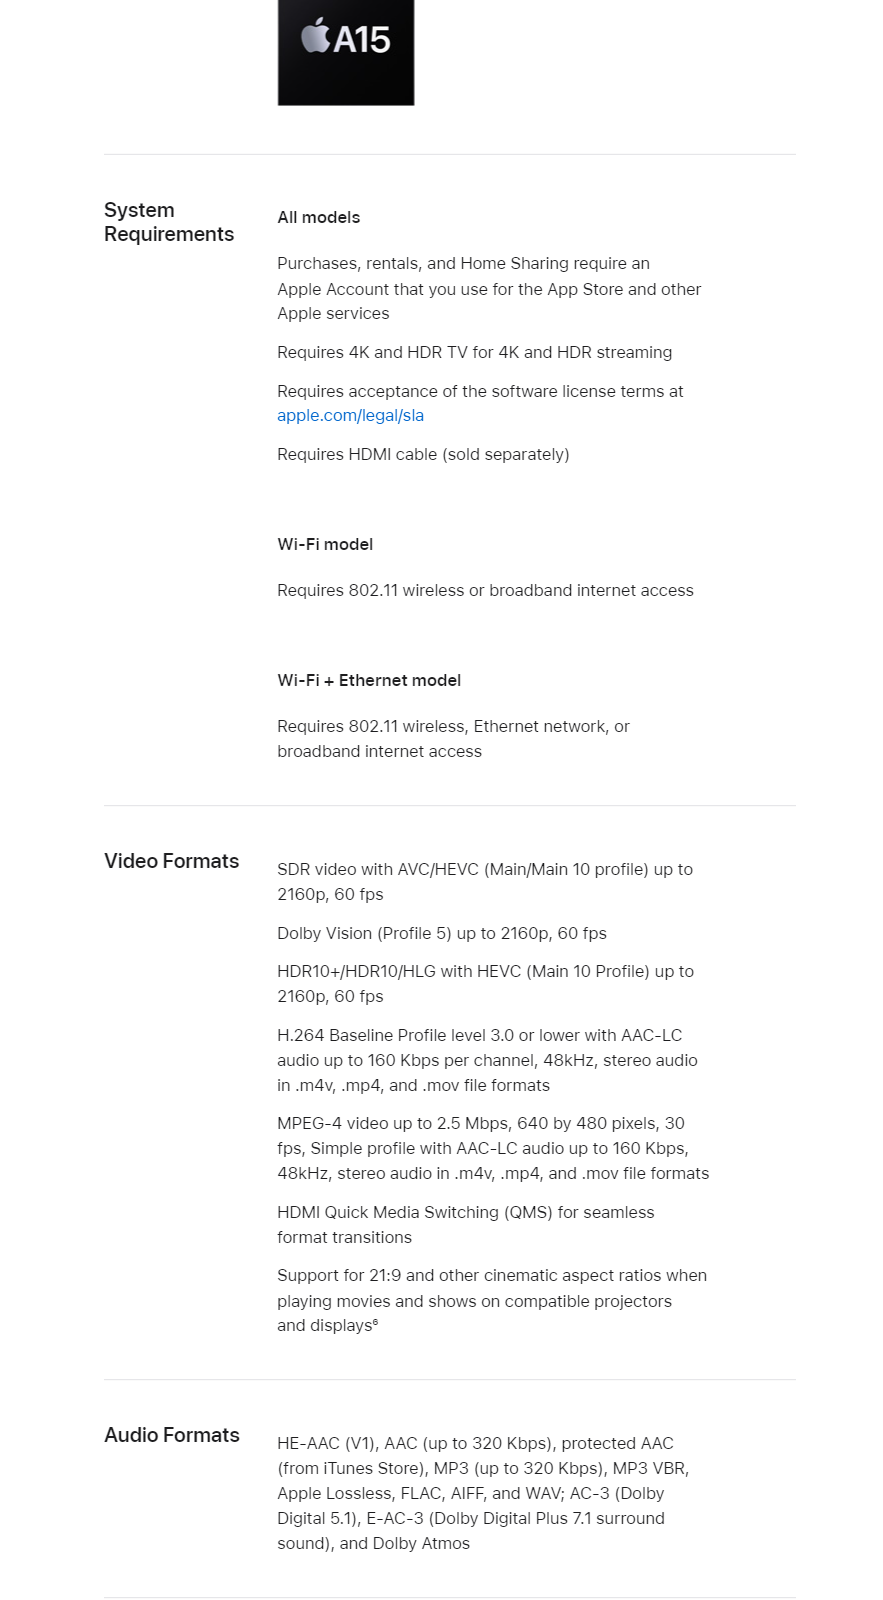 A15
System
Requirements
All models
Purchases, rentals, and Home Sharing require an
Apple Account that you use for the App Store and other
Apple services
Requires 4K and HDR TV for 4K and HDR streaming
Requires acceptance of the software license terms at
apple.com/legal/sla
Requires HDMI cable (sold separately)
Wi-Fi model
Requires 802.11 wireless or broadband internet access
Wi-Fi + Ethernet model
Requires 802.11 wireless, Ethernet network, or
broadband internet access
Video Formats
SDR video with AVC/HEVC (Main/Main 10 profile) up to
2160p, 60 fps
Dolby Vision (Profile 5) up to 2160p, 60 fps
HDR10+/HDR10/HLG with HEVC (Main 10 Profile) up to
2160p, 60 fps
H.264 Baseline Profile level 3.0 or lower with AAC-LC
audio up to 160 Kbps per channel, 48kHz, stereo audio
in .m4v, .mp4, and .mov file formats
MPEG-4 video up to 2.5 Mbps, 640 by 480 pixels, 30
fps, Simple profile with AAC-LC audio up to 160 Kbps,
48kHz, stereo audio in .m4v, .mp4, and .mov file formats
HDMI Quick Media Switching (QMS) for seamless
format transitions
Support for 21:9 and other cinematic aspect ratios when
playing movies and shows on compatible projectors
and displays⁶
Audio Formats
HE-AAC (V1), AAC (up to 320 Kbps), protected AAC
(from iTunes Store), MP3 (up to 320 Kbps), MP3 VBR,
Apple Lossless, FLAC, AIFF, and WAV; AC-3 (Dolby
Digital 5.1), E-AC-3 (Dolby Digital Plus 7.1 surround
sound), and Dolby Atmos